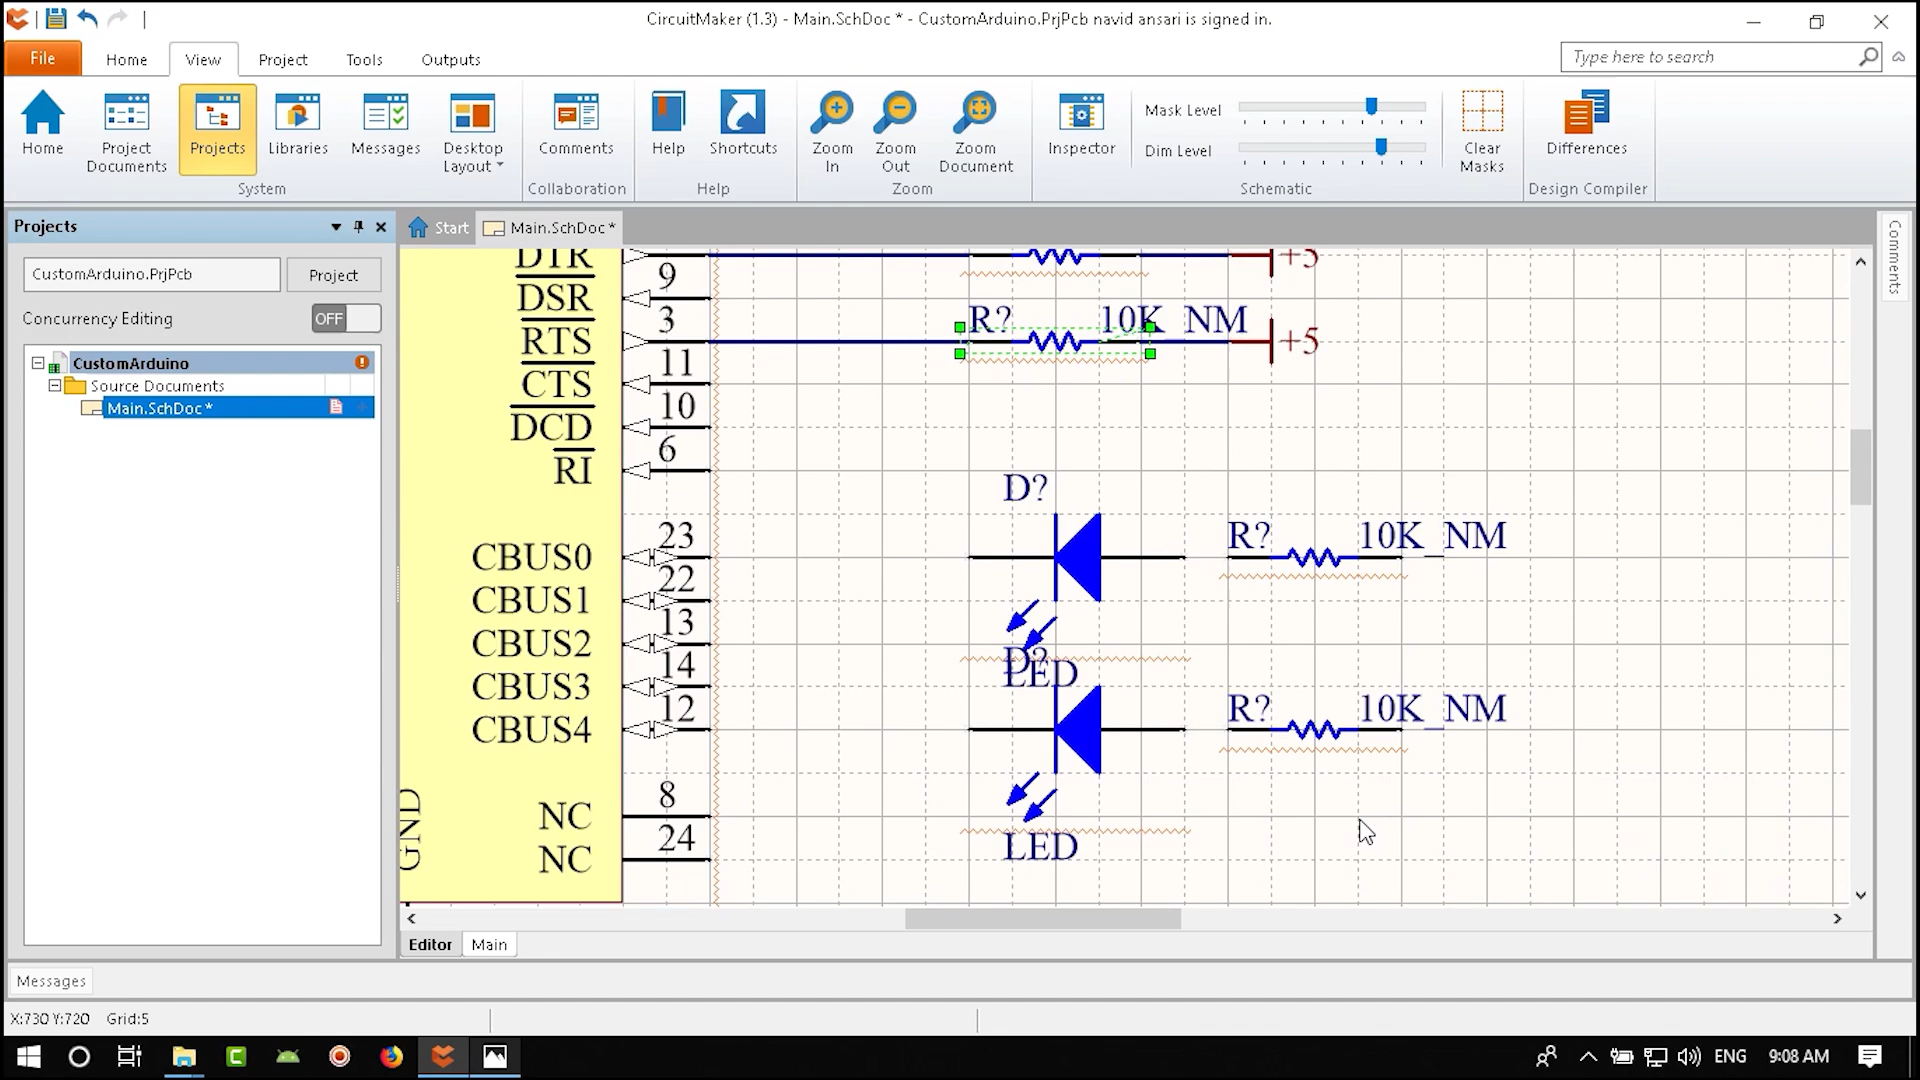 CircuitMaker (1.3) - Main.SchDoc * - CustomArduino.PrjPcb navid ansari is signed in.
File Home View Project Tools Outputs Type here to search
Home Project Documents Projects Libraries Messages Desktop Layout Comments Help Shortcuts Zoom In Zoom Out Zoom Document Inspector Mask Level Dim Level Clear Masks Differences
System Collaboration Help Zoom Schematic Design Compiler
Projects
Start Main.SchDoc *
Comments
CustomArduino.PrjPcb Project
Concurrency Editing OFF
CustomArduino
Source Documents
Main.SchDoc *
DTR +5
9
DSR
3 R? 10K_NM
RTS +5
11
CTS
10
DCD
6
RI
D?
23 R? 10K_NM
CBUS0
22
CBUS1
13
CBUS2
14 D?
LED
CBUS3
12 R? 10K_NM
CBUS4
8
NC
24
LED
NC
GND
Editor Main
Messages
X:730 Y:720 Grid:5
ENG 9:08 AM